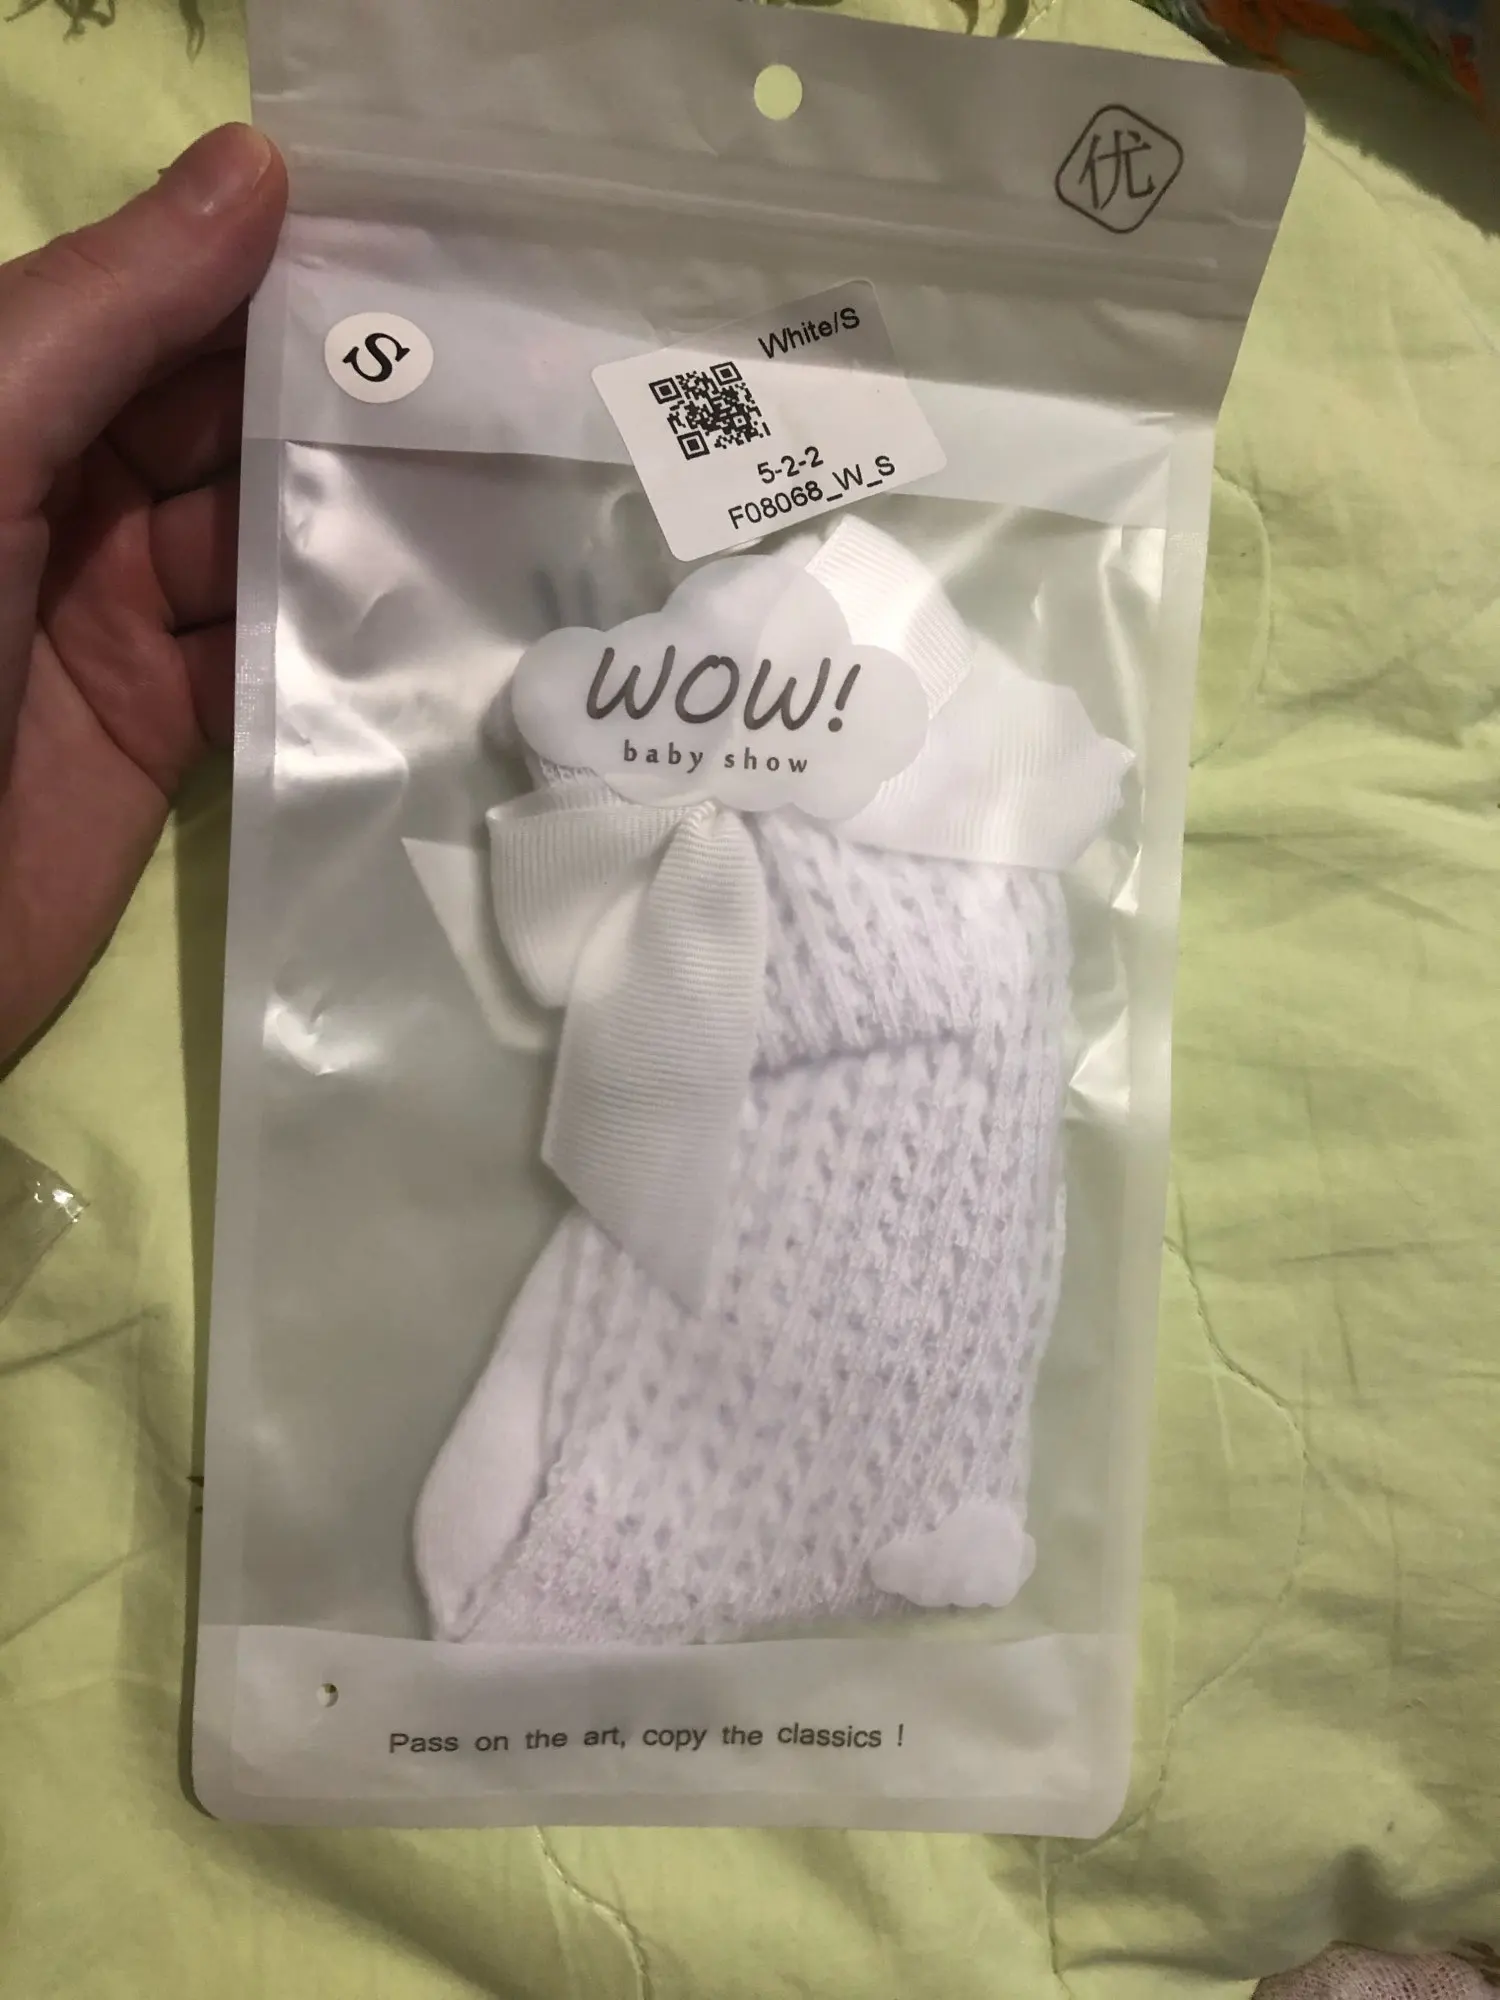 优
S
White/S
5-2-2
F08068_W_S
WOW!
baby show
Pass on the art, copy the classics !